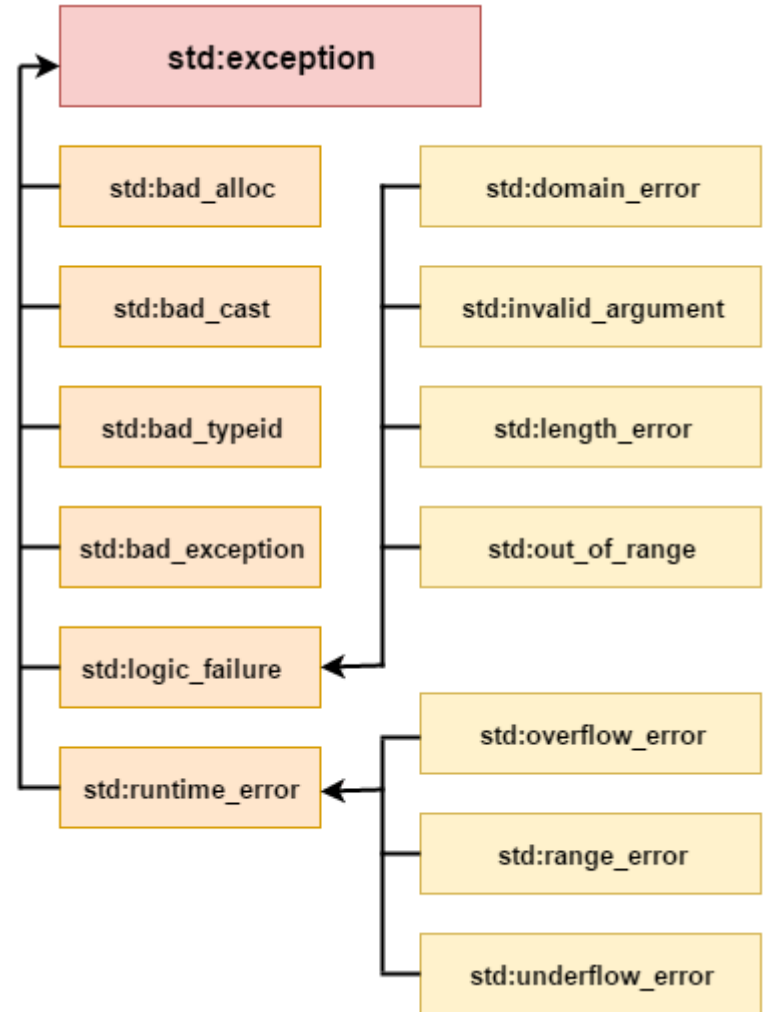 std:exception
std:bad_alloc
std:bad_cast
std:bad_typeid
std:bad_exception
std:logic_failure
std:runtime_error
std:domain_error
std:invalid_argument
std:length_error
std:out_of_range
std:overflow_error
std:range_error
std:underflow_error